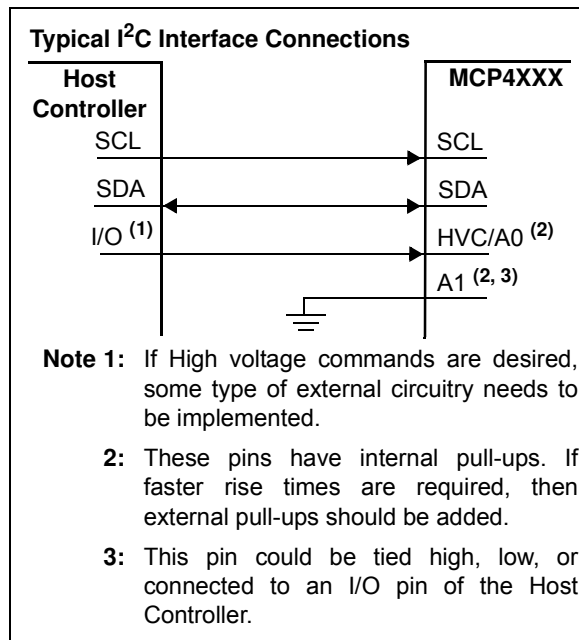 Typical I²C Interface Connections
Host
Controller
MCP4XXX
SCL
SCL
SDA
SDA
I/O (1)
HVC/A0 (2)
A1 (2, 3)
Note 1: If High voltage commands are desired,
some type of external circuitry needs to
be implemented.
2: These pins have internal pull-ups. If
faster rise times are required, then
external pull-ups should be added.
3: This pin could be tied high, low, or
connected to an I/O pin of the Host
Controller.